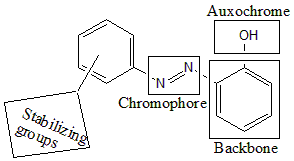 Auxochrome
OH
N
N
Chromophore
Stabilizing
groups
Backbone